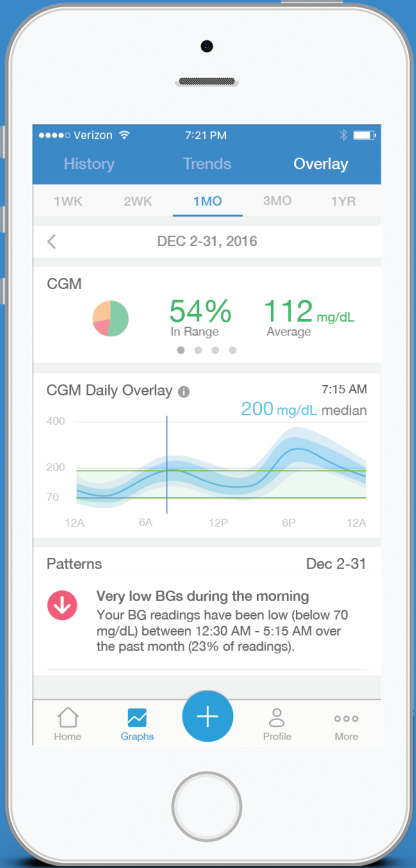 Verizon 7:21 PM
History Trends Overlay
1WK 2WK 1MO 3MO 1YR
DEC 2-31, 2016
CGM
54% 112 mg/dL
In Range Average
CGM Daily Overlay 7:15 AM
200 mg/dL median
400
200
70
12A 6A 12P 6P 12A
Patterns Dec 2-31
Very low BGs during the morning
Your BG readings have been low (below 70
mg/dL) between 12:30 AM - 5:15 AM over
the past month (23% of readings).
Home Graphs Profile More